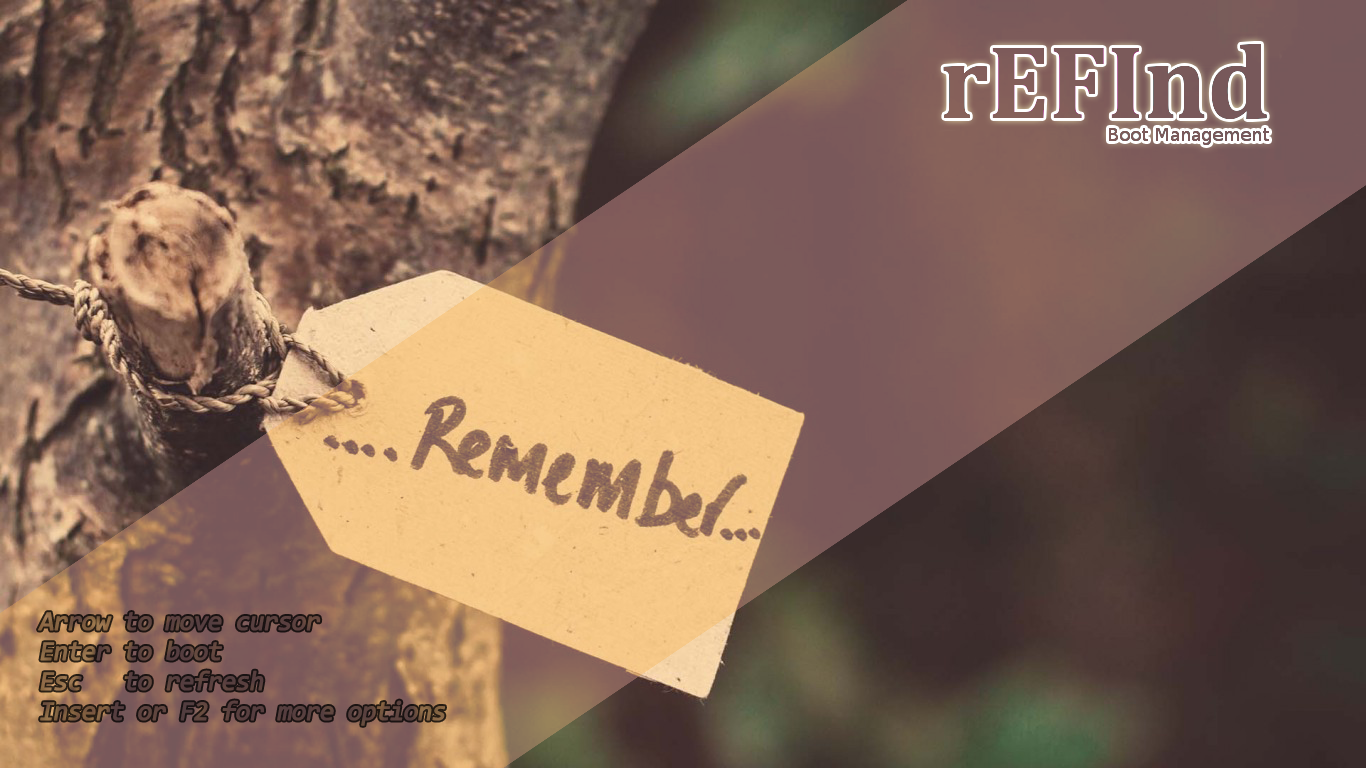 rEFInd
Boot Management
.... Remember...
Arrow to move cursor
Enter to boot
Esc   to refresh
Insert or F2 for more options